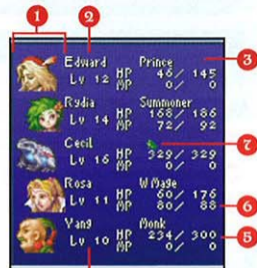 1 2
Edward Prince 3
Lv 12 HP 46/ 145
MP 0/ 0
Rydia Summoner
Lv 14 HP 168/ 186
MP 72/ 92
Cecil 7
Lv 16 HP 329/ 329
MP 0/ 0
Rosa W Mage
Lv 11 HP 60/ 176
MP 80/ 88 6
Yang Monk
Lv 10 HP 234/ 300 5
MP 0/ 0